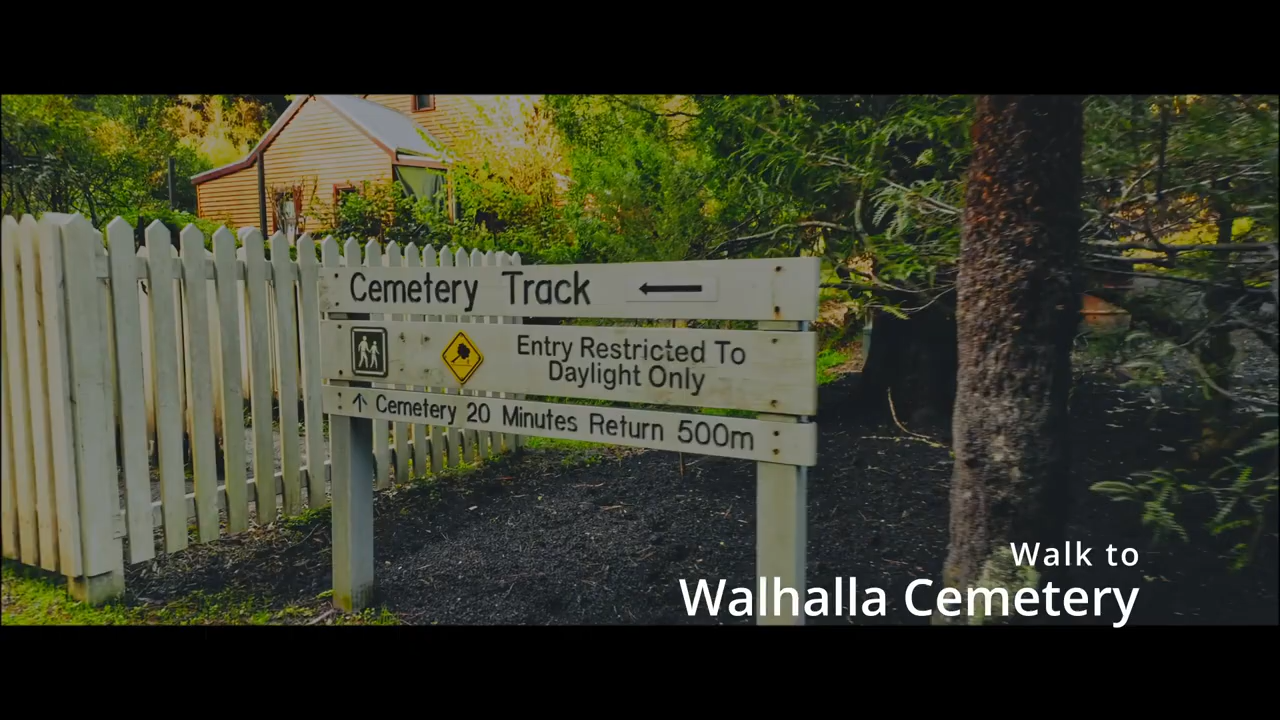 Cemetery Track ←
Entry Restricted To
Daylight Only
↑ Cemetery 20 Minutes Return 500m
Walk to
Walhalla Cemetery